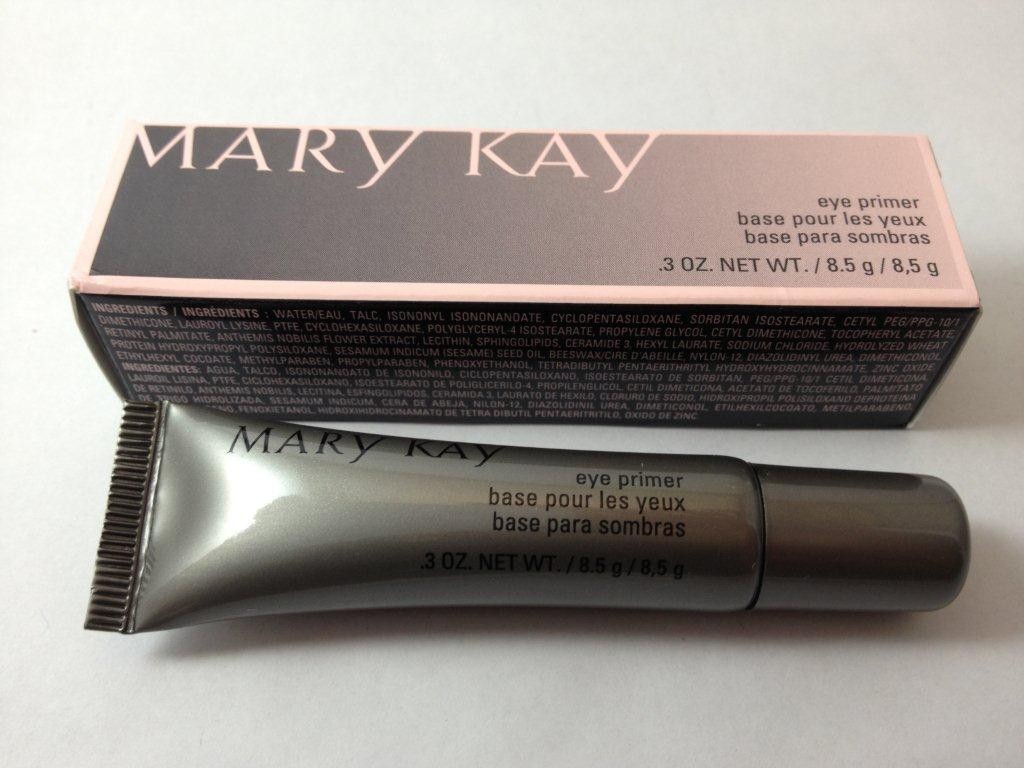 MARY KAY
eye primer
base pour les yeux
base para sombras
.3 OZ. NET WT. / 8.5 g / 8,5 g
INGREDIENTS / INGRÉDIENTS : WATER/EAU, TALC, ISONONYL ISONONANOATE, CYCLOPENTASILOXANE, SORBITAN ISOSTEARATE, CETYL PEG/PPG-10/1
DIMETHICONE, LAUROYL LYSINE, PTFE, CYCLOHEXASILOXANE, POLYGLYCERYL-4 ISOSTEARATE, PROPYLENE GLYCOL, CETYL DIMETHICONE, TOCOPHERYL ACETATE
RETINYL PALMITATE, ANTHEMIS NOBILIS FLOWER EXTRACT, LECITHIN, SPHINGOLIPIDS, CERAMIDE 3, HEXYL LAURATE, SODIUM CHLORIDE, HYDROLYZED WHEAT
PROTEIN, HYDROXYPROPYL POLYSILOXANE, SESAMUM INDICUM (SESAME) SEED OIL, BEESWAX/CIRE D'ABEILLE, NYLON-12, DIAZOLIDINYL UREA, DIMETHICONOL
ETHYLHEXYL COCOATE, METHYLPARABEN, PROPYLPARABEN, PHENOXYETHANOL, TETRADIBUTYL PENTAERITHRITYL HYDROXYHYDROCINNAMATE, ZINC OXIDE
INGREDIENTES: AGUA, TALCO, ISONONANOATO DE ISONONILO, CICLOPENTASILOXANO, ISOESTEARATO DE SORBITAN, PEG/PPG-10/1 CETIL DIMETICONA,
LAUROIL LISINA, PTFE, CICLOHEXASILOXANO, ISOESTEARATO DE POLIGLICERILO-4, PROPILENGLICOL, CETIL DIMETICONA, ACETATO DE TOCOFERILO, PALMITATO
DE RETINILO, ANTHEMIS NOBILIS, LECITINA, ESFINGOLIPIDOS, CERAMIDA 3, LAURATO DE HEXILO, CLORURO DE SODIO, HIDROXIPROPIL POLISILOXANO DEPROTEINA
DE TRIGO HIDROLIZADA, SESAMUM INDICUM, CERA DE ABEJA, NILON-12, DIAZOLIDINIL UREA, DIMETICONOL, ETILHEXILCOCOATO, METILPARABENO,
FENOXIETANOL, HIDROXIHIDROCINAMATO DE TETRA DIBUTIL PENTAERITRITILO, OXIDO DE ZINC
MARY KAY
eye primer
base pour les yeux
base para sombras
.3 OZ. NET WT. / 8.5 g / 8,5 g